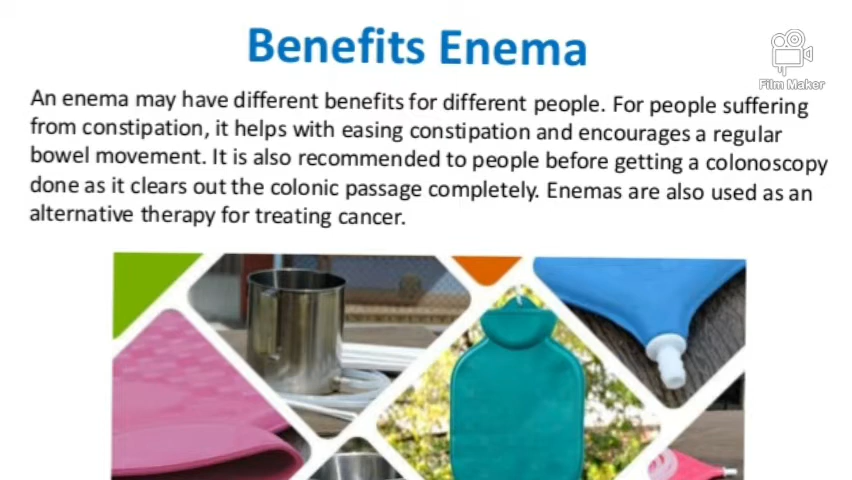 Benefits Enema
Film Maker
An enema may have different benefits for different people. For people suffering
from constipation, it helps with easing constipation and encourages a regular
bowel movement. It is also recommended to people before getting a colonoscopy
done as it clears out the colonic passage completely. Enemas are also used as an
alternative therapy for treating cancer.